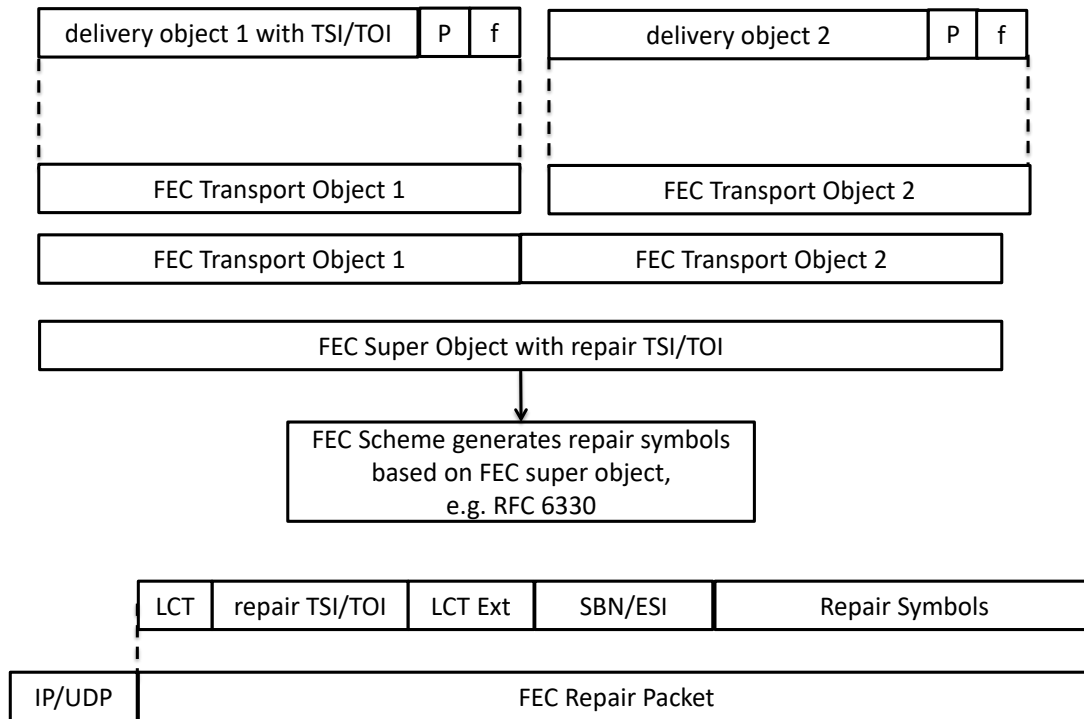 delivery object 1 with TSI/TOI P f delivery object 2 P f
FEC Transport Object 1 FEC Transport Object 2
FEC Transport Object 1 FEC Transport Object 2
FEC Super Object with repair TSI/TOI
FEC Scheme generates repair symbols
based on FEC super object,
e.g. RFC 6330
LCT repair TSI/TOI LCT Ext SBN/ESI Repair Symbols
IP/UDP FEC Repair Packet